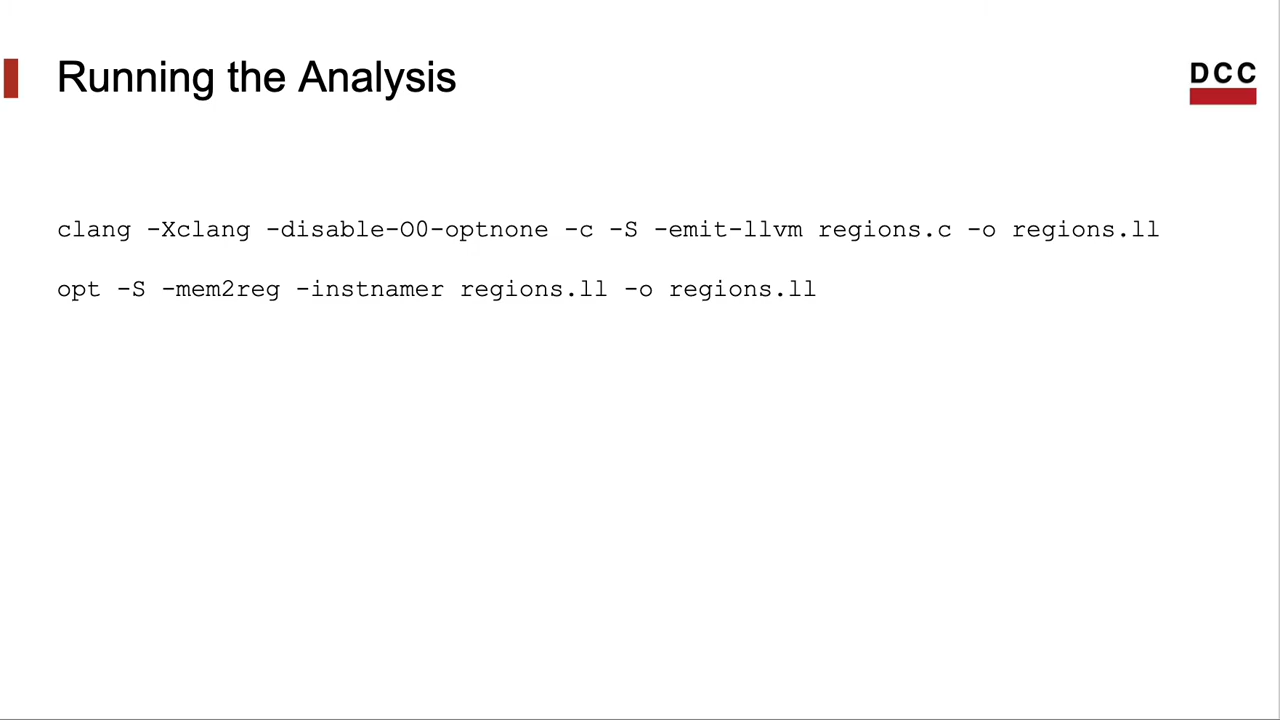 Running the Analysis
DCC
clang -Xclang -disable-O0-optnone -c -S -emit-llvm regions.c -o regions.ll
opt -S -mem2reg -instnamer regions.ll -o regions.ll